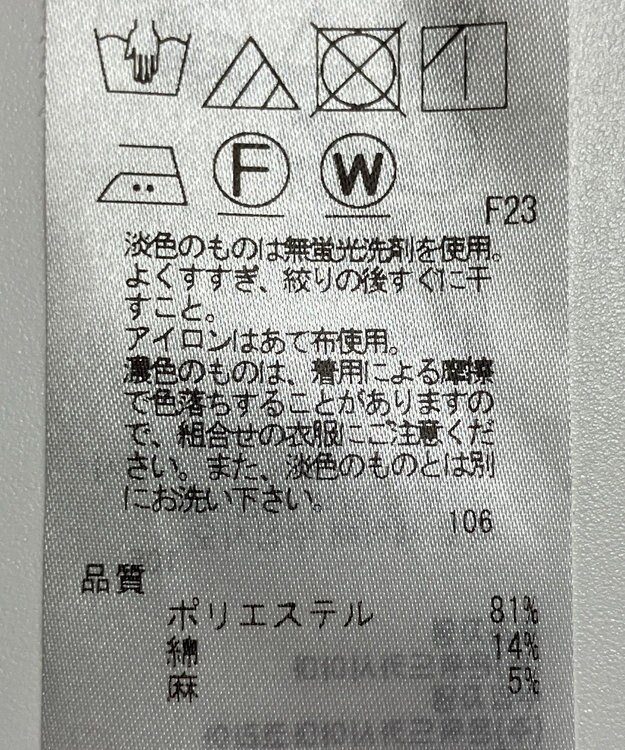 F W
F23
淡色のものは無蛍光洗剤を使用。
よくすすぎ、絞りの後すぐに干
すこと。
アイロンはあて布使用。
濃色のものは、着用による摩擦
で色落ちすることがありますの
で、組合せの衣服にご注意くだ
さい。また、淡色のものとは別
にお洗い下さい。
106
品質
ポリエステル 81%
綿 14%
麻 5%